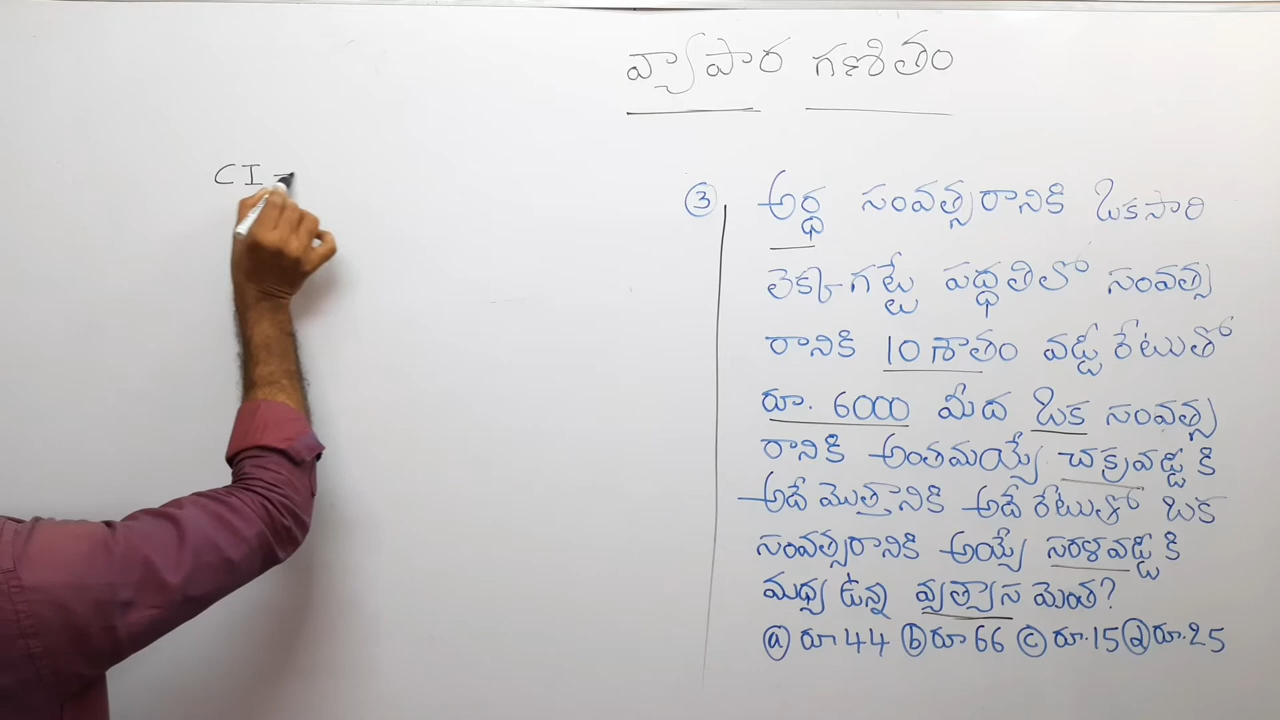 వ్యాపార గణితం
CI -
③ అర్ధ సంవత్సరానికి ఒకసారి
లెక్కగట్టే పద్ధతిలో సంవత్స
రానికి 10 శాతం వడ్డీ రేటుతో
రూ. 6000 మీద ఒక సంవత్స
రానికి అంతమయ్యే చక్రవడ్డీ కి
అదే మొత్తానికి అదే రేటుతో ఒక
సంవత్సరానికి అయ్యే సరళవడ్డీ కి
మధ్య ఉన్న వ్యత్యాస మెంత?
ⓐ రూ 44 ⓑ రూ 66 ⓒ రూ.15 ⓓ రూ.25